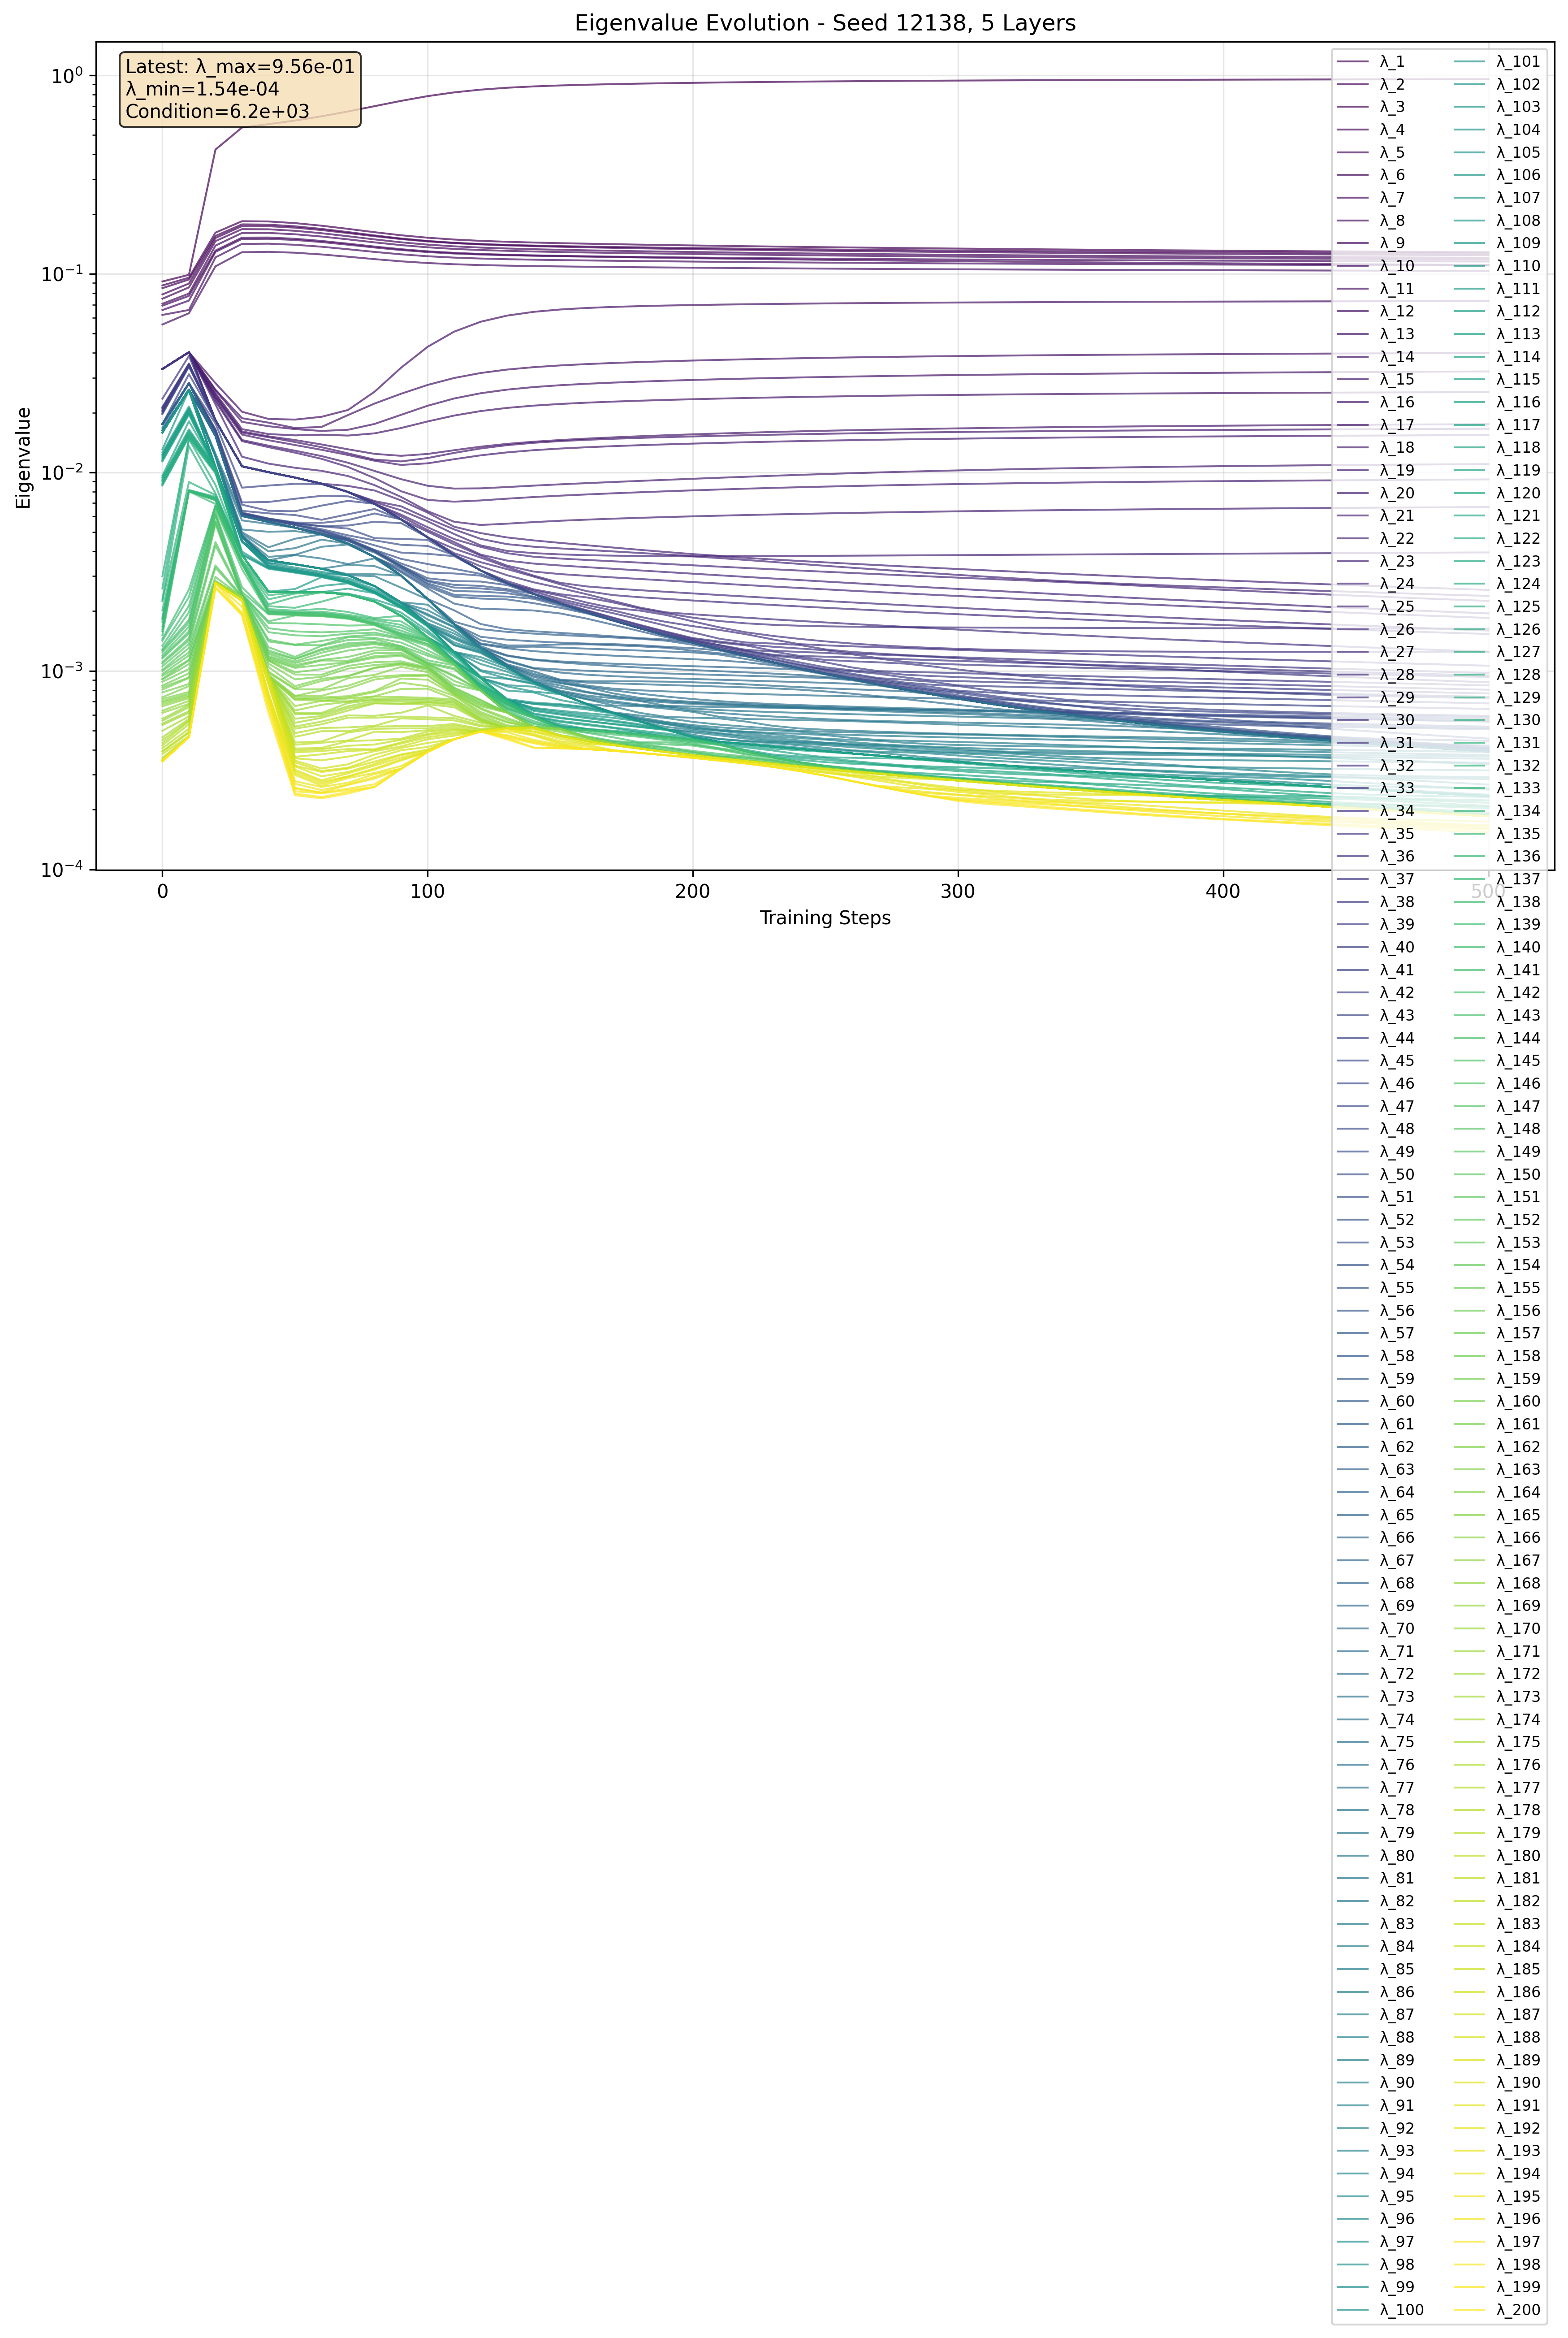 Eigenvalue Evolution - Seed 12138, 5 Layers
Latest: λ_max=9.56e-01
λ_min=1.54e-04
Condition=6.2e+03
Eigenvalue
10⁰
10⁻¹
10⁻²
10⁻³
10⁻⁴
0
100
200
300
400
500
Training Steps
λ_1
λ_2
λ_3
λ_4
λ_5
λ_6
λ_7
λ_8
λ_9
λ_10
λ_11
λ_12
λ_13
λ_14
λ_15
λ_16
λ_17
λ_18
λ_19
λ_20
λ_21
λ_22
λ_23
λ_24
λ_25
λ_26
λ_27
λ_28
λ_29
λ_30
λ_31
λ_32
λ_33
λ_34
λ_35
λ_36
λ_37
λ_38
λ_39
λ_40
λ_41
λ_42
λ_43
λ_44
λ_45
λ_46
λ_47
λ_48
λ_49
λ_50
λ_51
λ_52
λ_53
λ_54
λ_55
λ_56
λ_57
λ_58
λ_59
λ_60
λ_61
λ_62
λ_63
λ_64
λ_65
λ_66
λ_67
λ_68
λ_69
λ_70
λ_71
λ_72
λ_73
λ_74
λ_75
λ_76
λ_77
λ_78
λ_79
λ_80
λ_81
λ_82
λ_83
λ_84
λ_85
λ_86
λ_87
λ_88
λ_89
λ_90
λ_91
λ_92
λ_93
λ_94
λ_95
λ_96
λ_97
λ_98
λ_99
λ_100
λ_101
λ_102
λ_103
λ_104
λ_105
λ_106
λ_107
λ_108
λ_109
λ_110
λ_111
λ_112
λ_113
λ_114
λ_115
λ_116
λ_117
λ_118
λ_119
λ_120
λ_121
λ_122
λ_123
λ_124
λ_125
λ_126
λ_127
λ_128
λ_129
λ_130
λ_131
λ_132
λ_133
λ_134
λ_135
λ_136
λ_137
λ_138
λ_139
λ_140
λ_141
λ_142
λ_143
λ_144
λ_145
λ_146
λ_147
λ_148
λ_149
λ_150
λ_151
λ_152
λ_153
λ_154
λ_155
λ_156
λ_157
λ_158
λ_159
λ_160
λ_161
λ_162
λ_163
λ_164
λ_165
λ_166
λ_167
λ_168
λ_169
λ_170
λ_171
λ_172
λ_173
λ_174
λ_175
λ_176
λ_177
λ_178
λ_179
λ_180
λ_181
λ_182
λ_183
λ_184
λ_185
λ_186
λ_187
λ_188
λ_189
λ_190
λ_191
λ_192
λ_193
λ_194
λ_195
λ_196
λ_197
λ_198
λ_199
λ_200